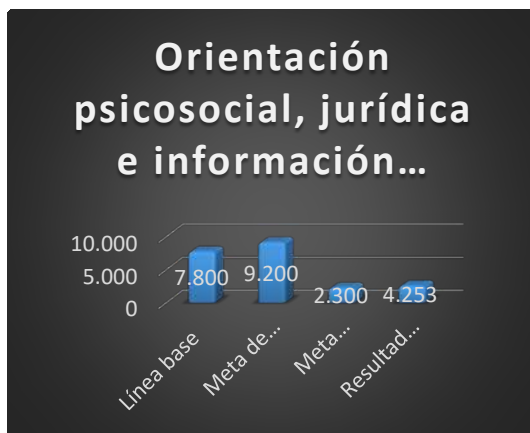 Orientación
psicosocial, jurídica
e información…
10.000
5.000
0
7.800
9.200
2.300
4.253
Línea base
Meta de…
Meta…
Resultad…